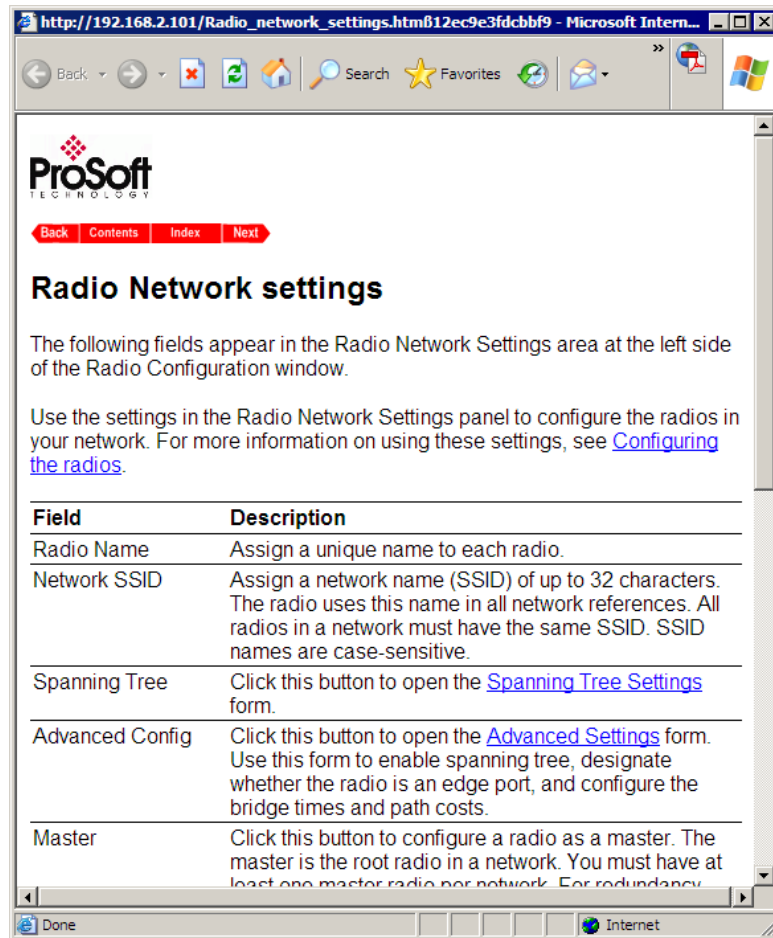 http://192.168.2.101/Radio_network_settings.htmß12ec9e3fdcbbf9 - Microsoft Intern...
Back
Search
Favorites
»
ProSoft
TECHNOLOGY
Back
Contents
Index
Next
Radio Network settings
The following fields appear in the Radio Network Settings area at the left side
of the Radio Configuration window.
Use the settings in the Radio Network Settings panel to configure the radios in
your network. For more information on using these settings, see Configuring
the radios.
Field Description
Radio Name Assign a unique name to each radio.
Network SSID Assign a network name (SSID) of up to 32 characters.
The radio uses this name in all network references. All
radios in a network must have the same SSID. SSID
names are case-sensitive.
Spanning Tree Click this button to open the Spanning Tree Settings
form.
Advanced Config Click this button to open the Advanced Settings form.
Use this form to enable spanning tree, designate
whether the radio is an edge port, and configure the
bridge times and path costs.
Master Click this button to configure a radio as a master. The
master is the root radio in a network. You must have at
least one master radio per network. For redundancy
Done
Internet